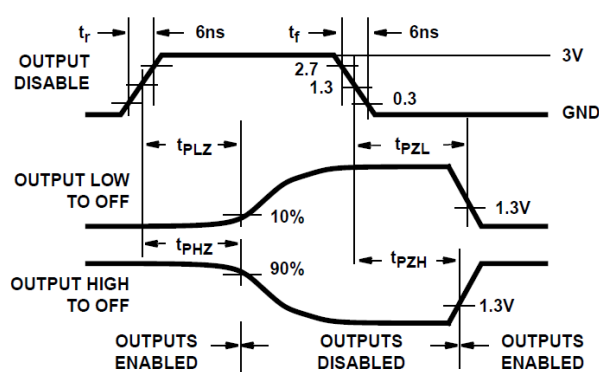 tr 6ns tf 6ns
OUTPUT
DISABLE
2.7
1.3
0.3
3V
GND
tPLZ tPZL
OUTPUT LOW
TO OFF
10%
1.3V
tPHZ tPZH
OUTPUT HIGH
TO OFF
90%
1.3V
OUTPUTS
ENABLED
OUTPUTS
DISABLED
OUTPUTS
ENABLED